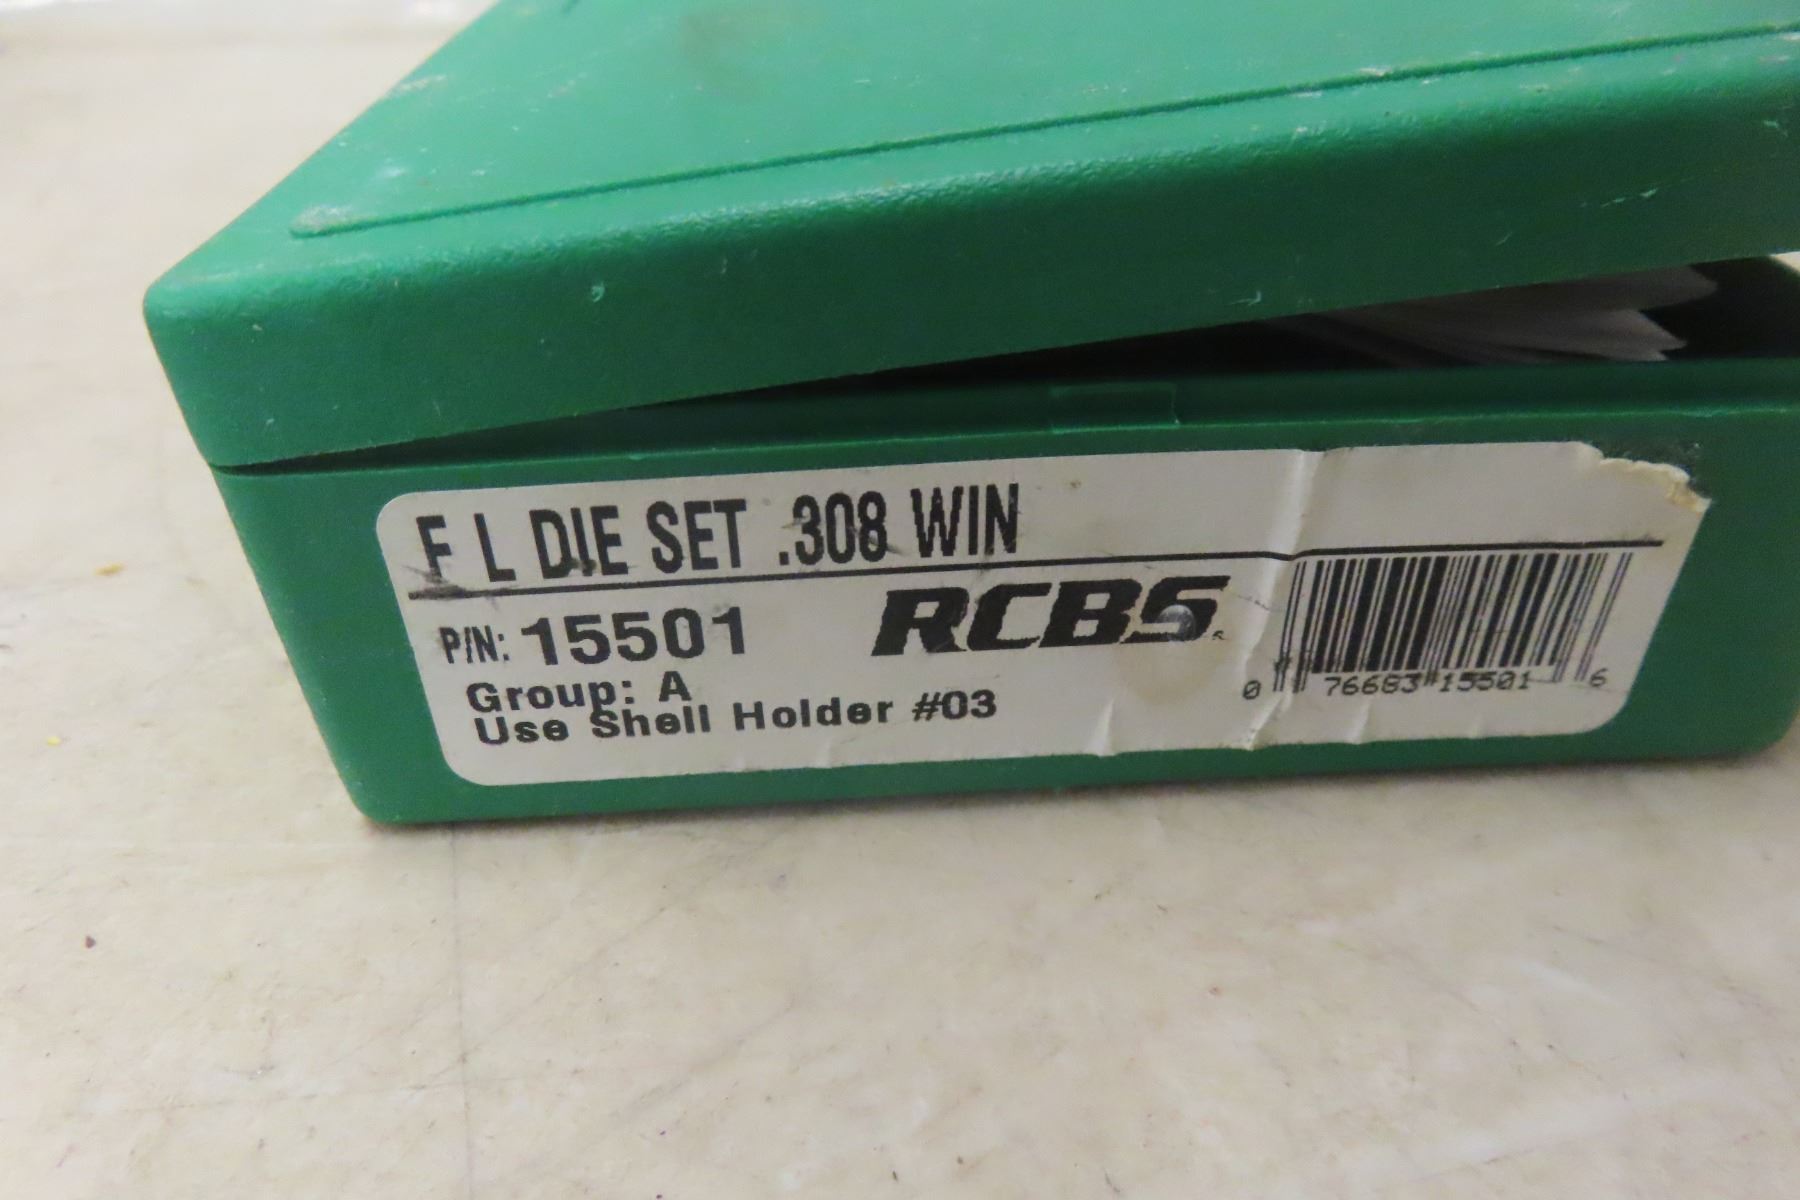 F L DIE SET .308 WIN
P/N: 15501
RCBS
Group: A
Use Shell Holder #03
0 76683 15501 6